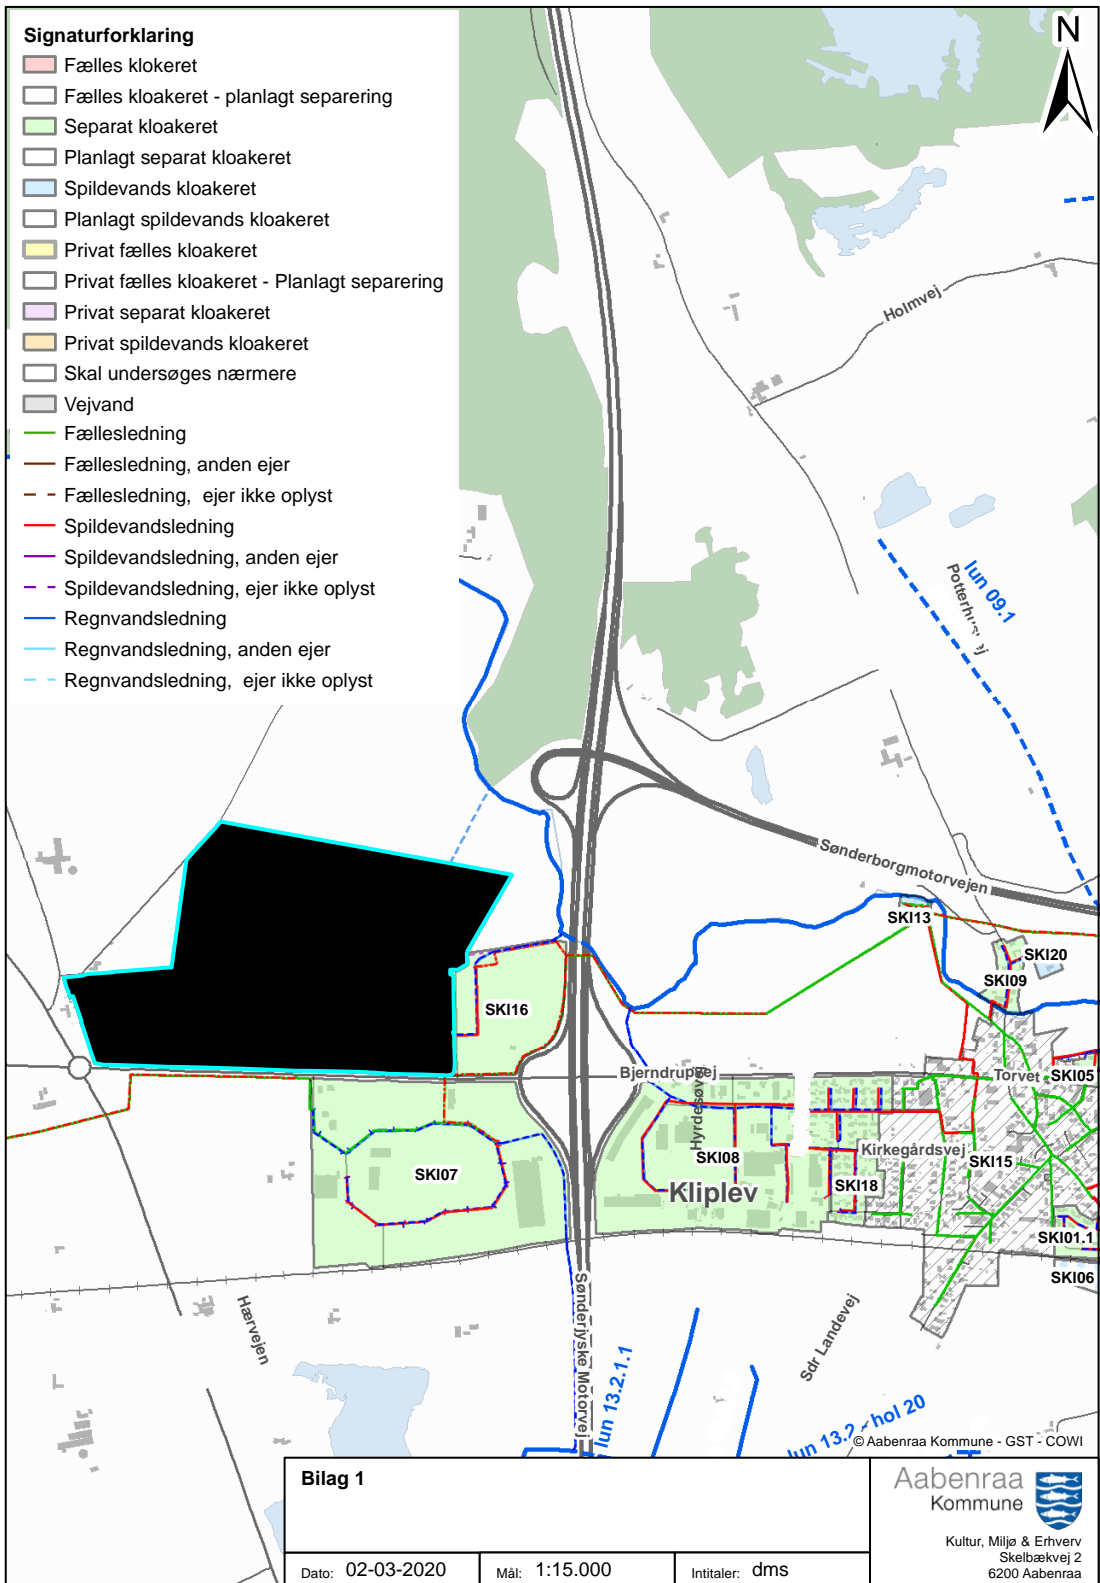 Signaturforklaring
Fælles klokeret
Fælles kloakeret - planlagt separering
Separat kloakeret
Planlagt separat kloakeret
Spildevands kloakeret
Planlagt spildevands kloakeret
Privat fælles kloakeret
Privat fælles kloakeret - Planlagt separering
Privat separat kloakeret
Privat spildevands kloakeret
Skal undersøges nærmere
Vejvand
Fællesledning
Fællesledning, anden ejer
Fællesledning, ejer ikke oplyst
Spildevandsledning
Spildevandsledning, anden ejer
Spildevandsledning, ejer ikke oplyst
Regnvandsledning
Regnvandsledning, anden ejer
Regnvandsledning, ejer ikke oplyst
N
Holmvej
lun 09.1
Sønderborgmotorvejen
SKI13
SKI20
SKI09
SKI16
Bjerndrupvej
Torvet
SKI05
Hyrdesøvej
Kirkegårdsvej
SKI07
SKI08
SKI15
SKI18
Kliplev
SKI01.1
SKI06
Hærvejen
Sønderjyske Motorvej
lun 13.2.1.1
Sdr Landevej
lun 13.2 - hol 20
© Aabenraa Kommune - GST - COWI
Bilag 1
Aabenraa
Kommune
Kultur, Miljø & Erhverv
Skelbækvej 2
6200 Aabenraa
Dato: 02-03-2020
Mål: 1:15.000
Intitaler: dms